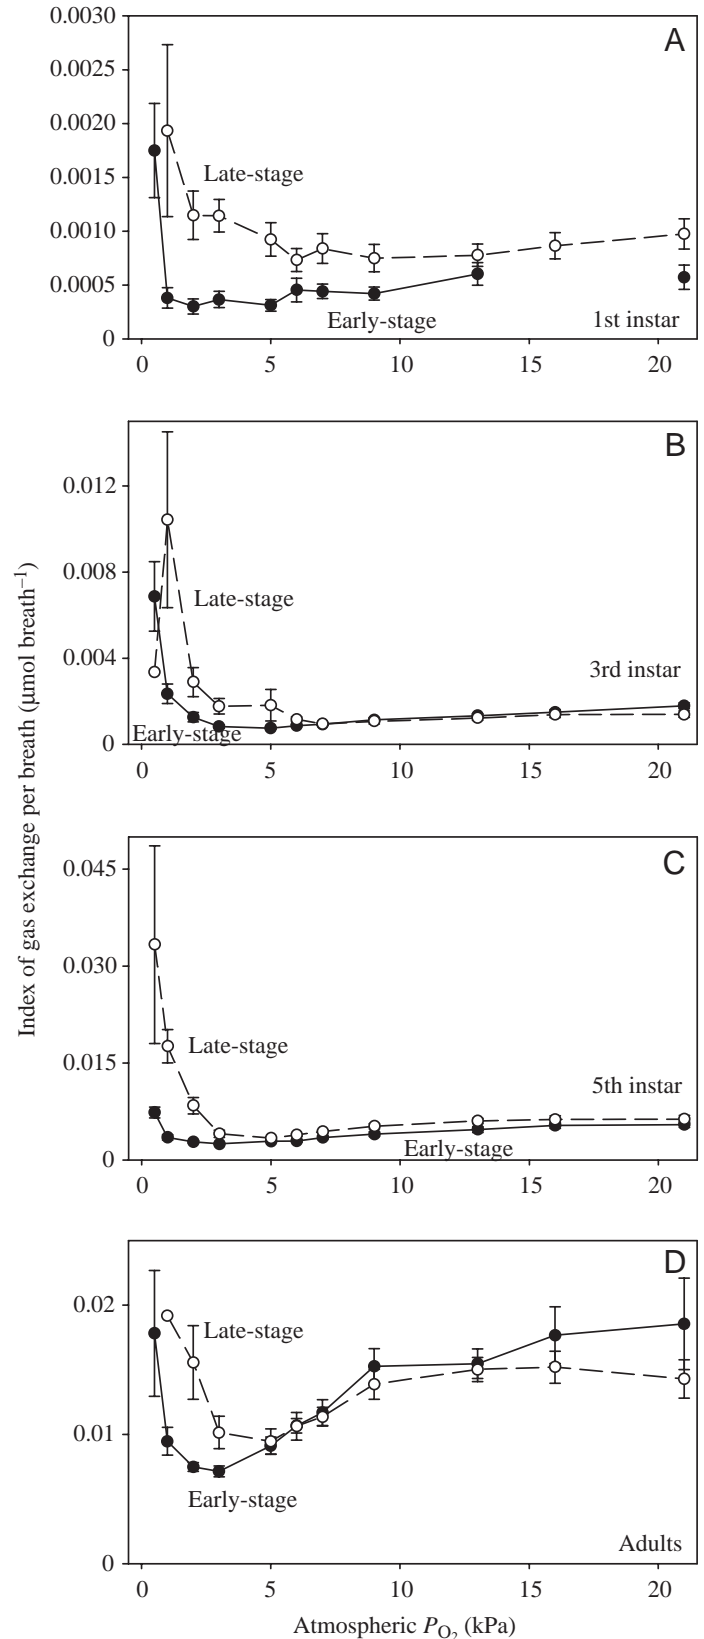 0.0030
A
0.0025
0.0020
0.0015
Late-stage
0.0010
0.0005
Early-stage
1st instar
0
0 5 10 15 20
B
0.012
0.008
Late-stage
0.004
3rd instar
Early-stage
0
0 5 10 15 20
Index of gas exchange per breath (μmol breath⁻¹)
C
0.045
0.030
Late-stage
0.015
5th instar
Early-stage
0
0 5 10 15 20
D
0.02
Late-stage
0.01
Early-stage
Adults
0
0 5 10 15 20
Atmospheric P_O₂ (kPa)